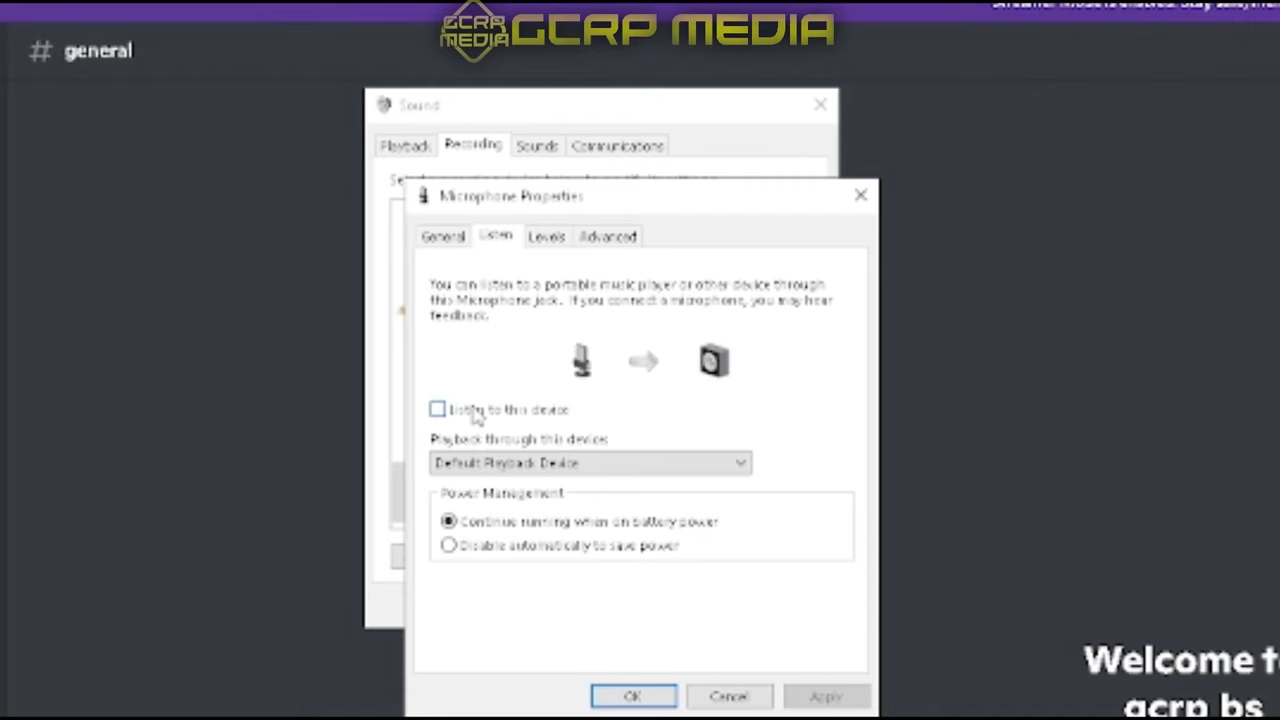 GCRP MEDIA
GCRP
MEDIA
# general
Sound
Playback Recording Sounds Communications
Microphone Properties
General Listen Levels Advanced
You can listen to a portable music player or other device through
this Microphone jack. If you connect a microphone, you may hear
feedback.
Listen to this device
Playback through this device:
Default Playback Device
Power Management
Continue running when on battery power
Disable automatically to save power
OK Cancel Apply
Welcome to
gcrp bs